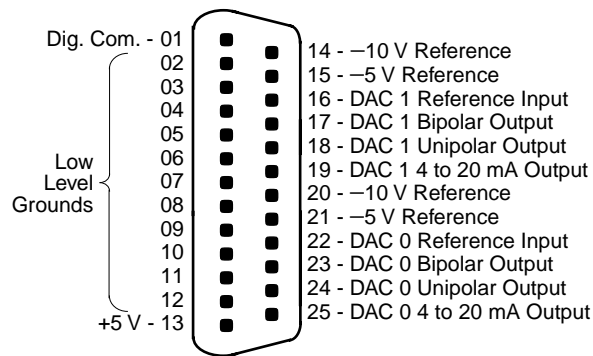 Dig. Com. - 01
02
03
04
05
06
07
08
09
10
11
12
+5 V - 13
Low
Level
Grounds
14 - –10 V Reference
15 - –5 V Reference
16 - DAC 1 Reference Input
17 - DAC 1 Bipolar Output
18 - DAC 1 Unipolar Output
19 - DAC 1 4 to 20 mA Output
20 - –10 V Reference
21 - –5 V Reference
22 - DAC 0 Reference Input
23 - DAC 0 Bipolar Output
24 - DAC 0 Unipolar Output
25 - DAC 0 4 to 20 mA Output